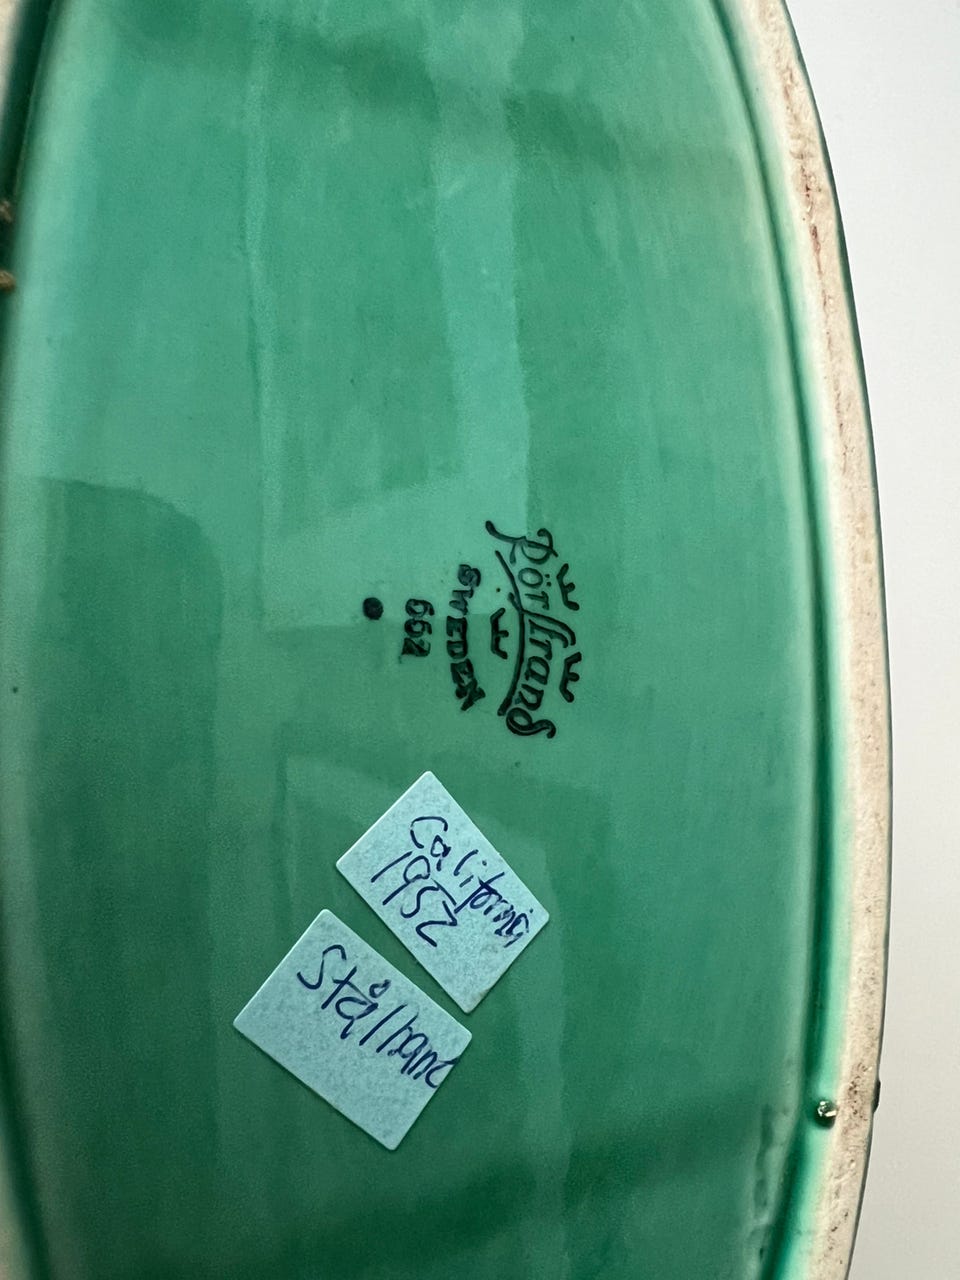 Rörstrand
SWEDEN
662
California
1952
Stålhane